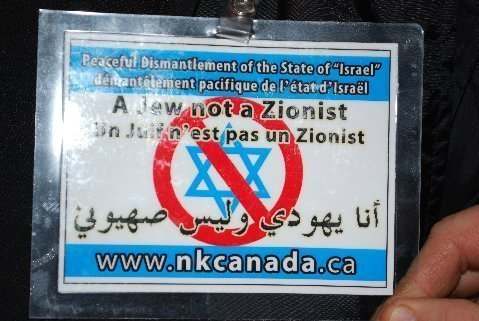 Peaceful Dismantlement of the State of "Israel"
démantèlement pacifique de l'état d'Israël
A Jew not a Zionist
Un Juif n'est pas un Zionist
أنا يهودي وليس صهيوني
www.nkcanada.ca